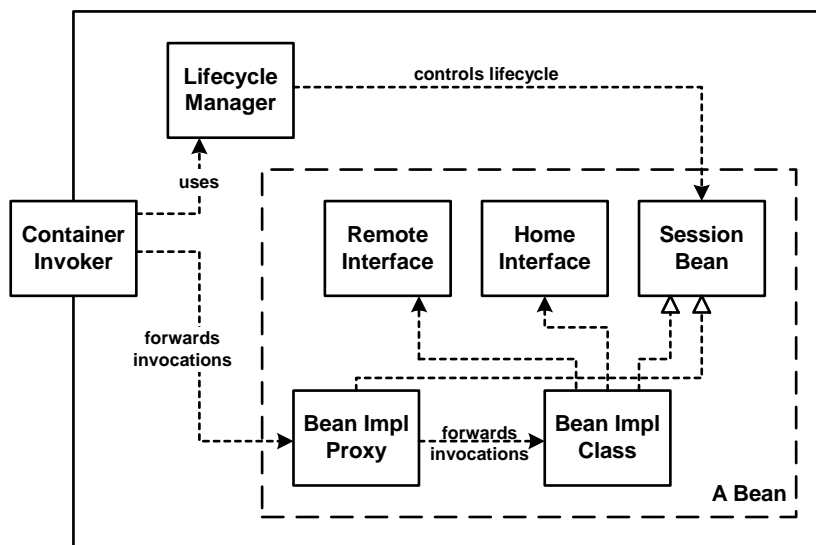 Lifecycle
Manager
controls lifecycle
uses
Container
Invoker
Remote
Interface
Home
Interface
Session
Bean
forwards
invocations
Bean Impl
Proxy
forwards
invocations
Bean Impl
Class
A Bean